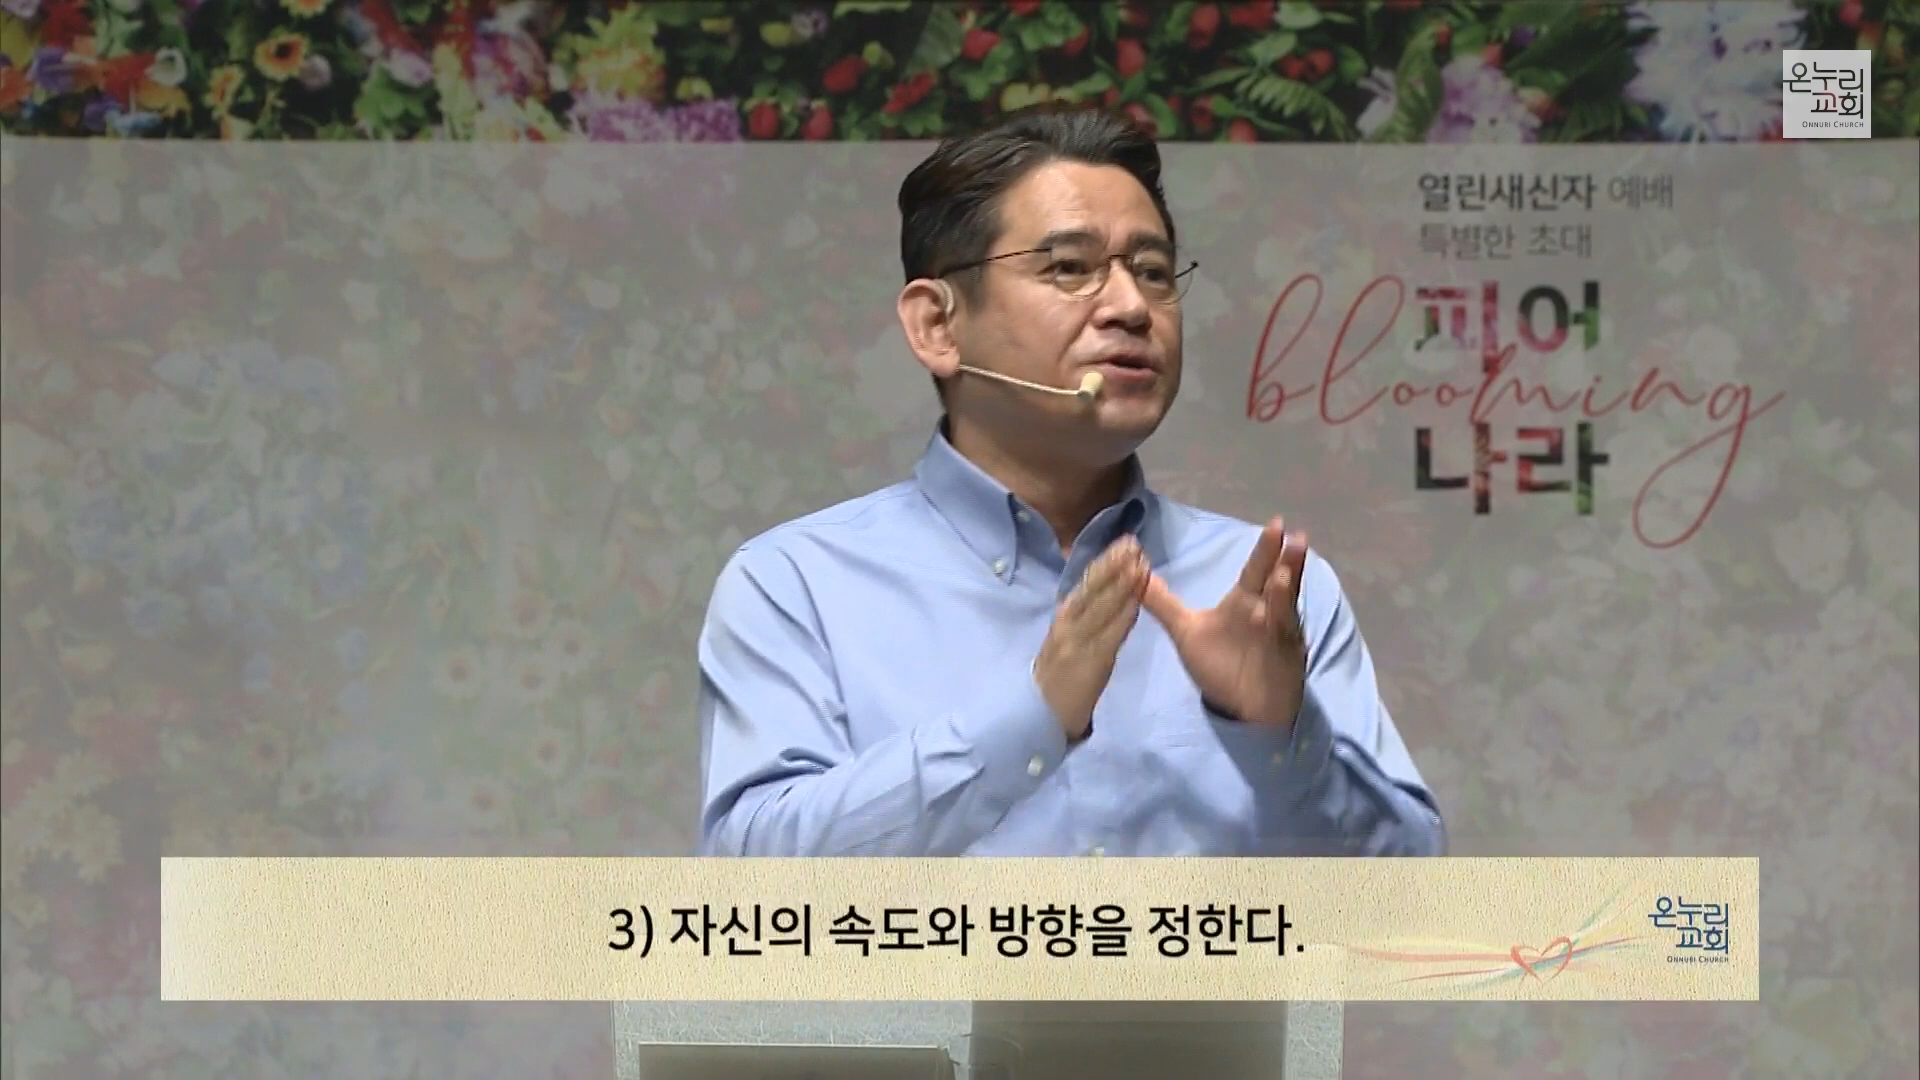 온누리
교회
ONNURI CHURCH
열린새신자 예배
특별한 초대
피어
blooming
나라
3) 자신의 속도와 방향을 정한다.
온누리
교회
ONNURI CHURCH